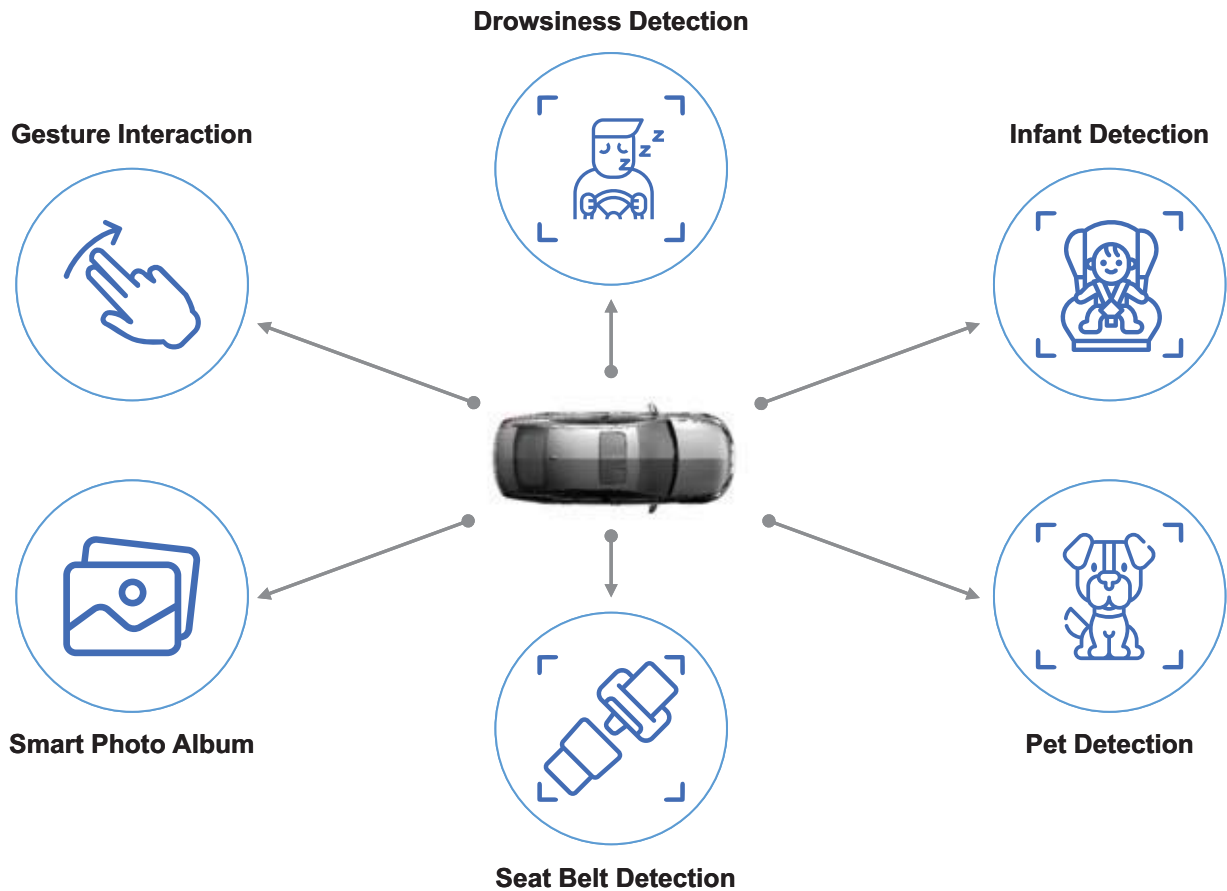 Drowsiness Detection
Gesture Interaction
Infant Detection
z
z
z
Smart Photo Album
Pet Detection
Seat Belt Detection